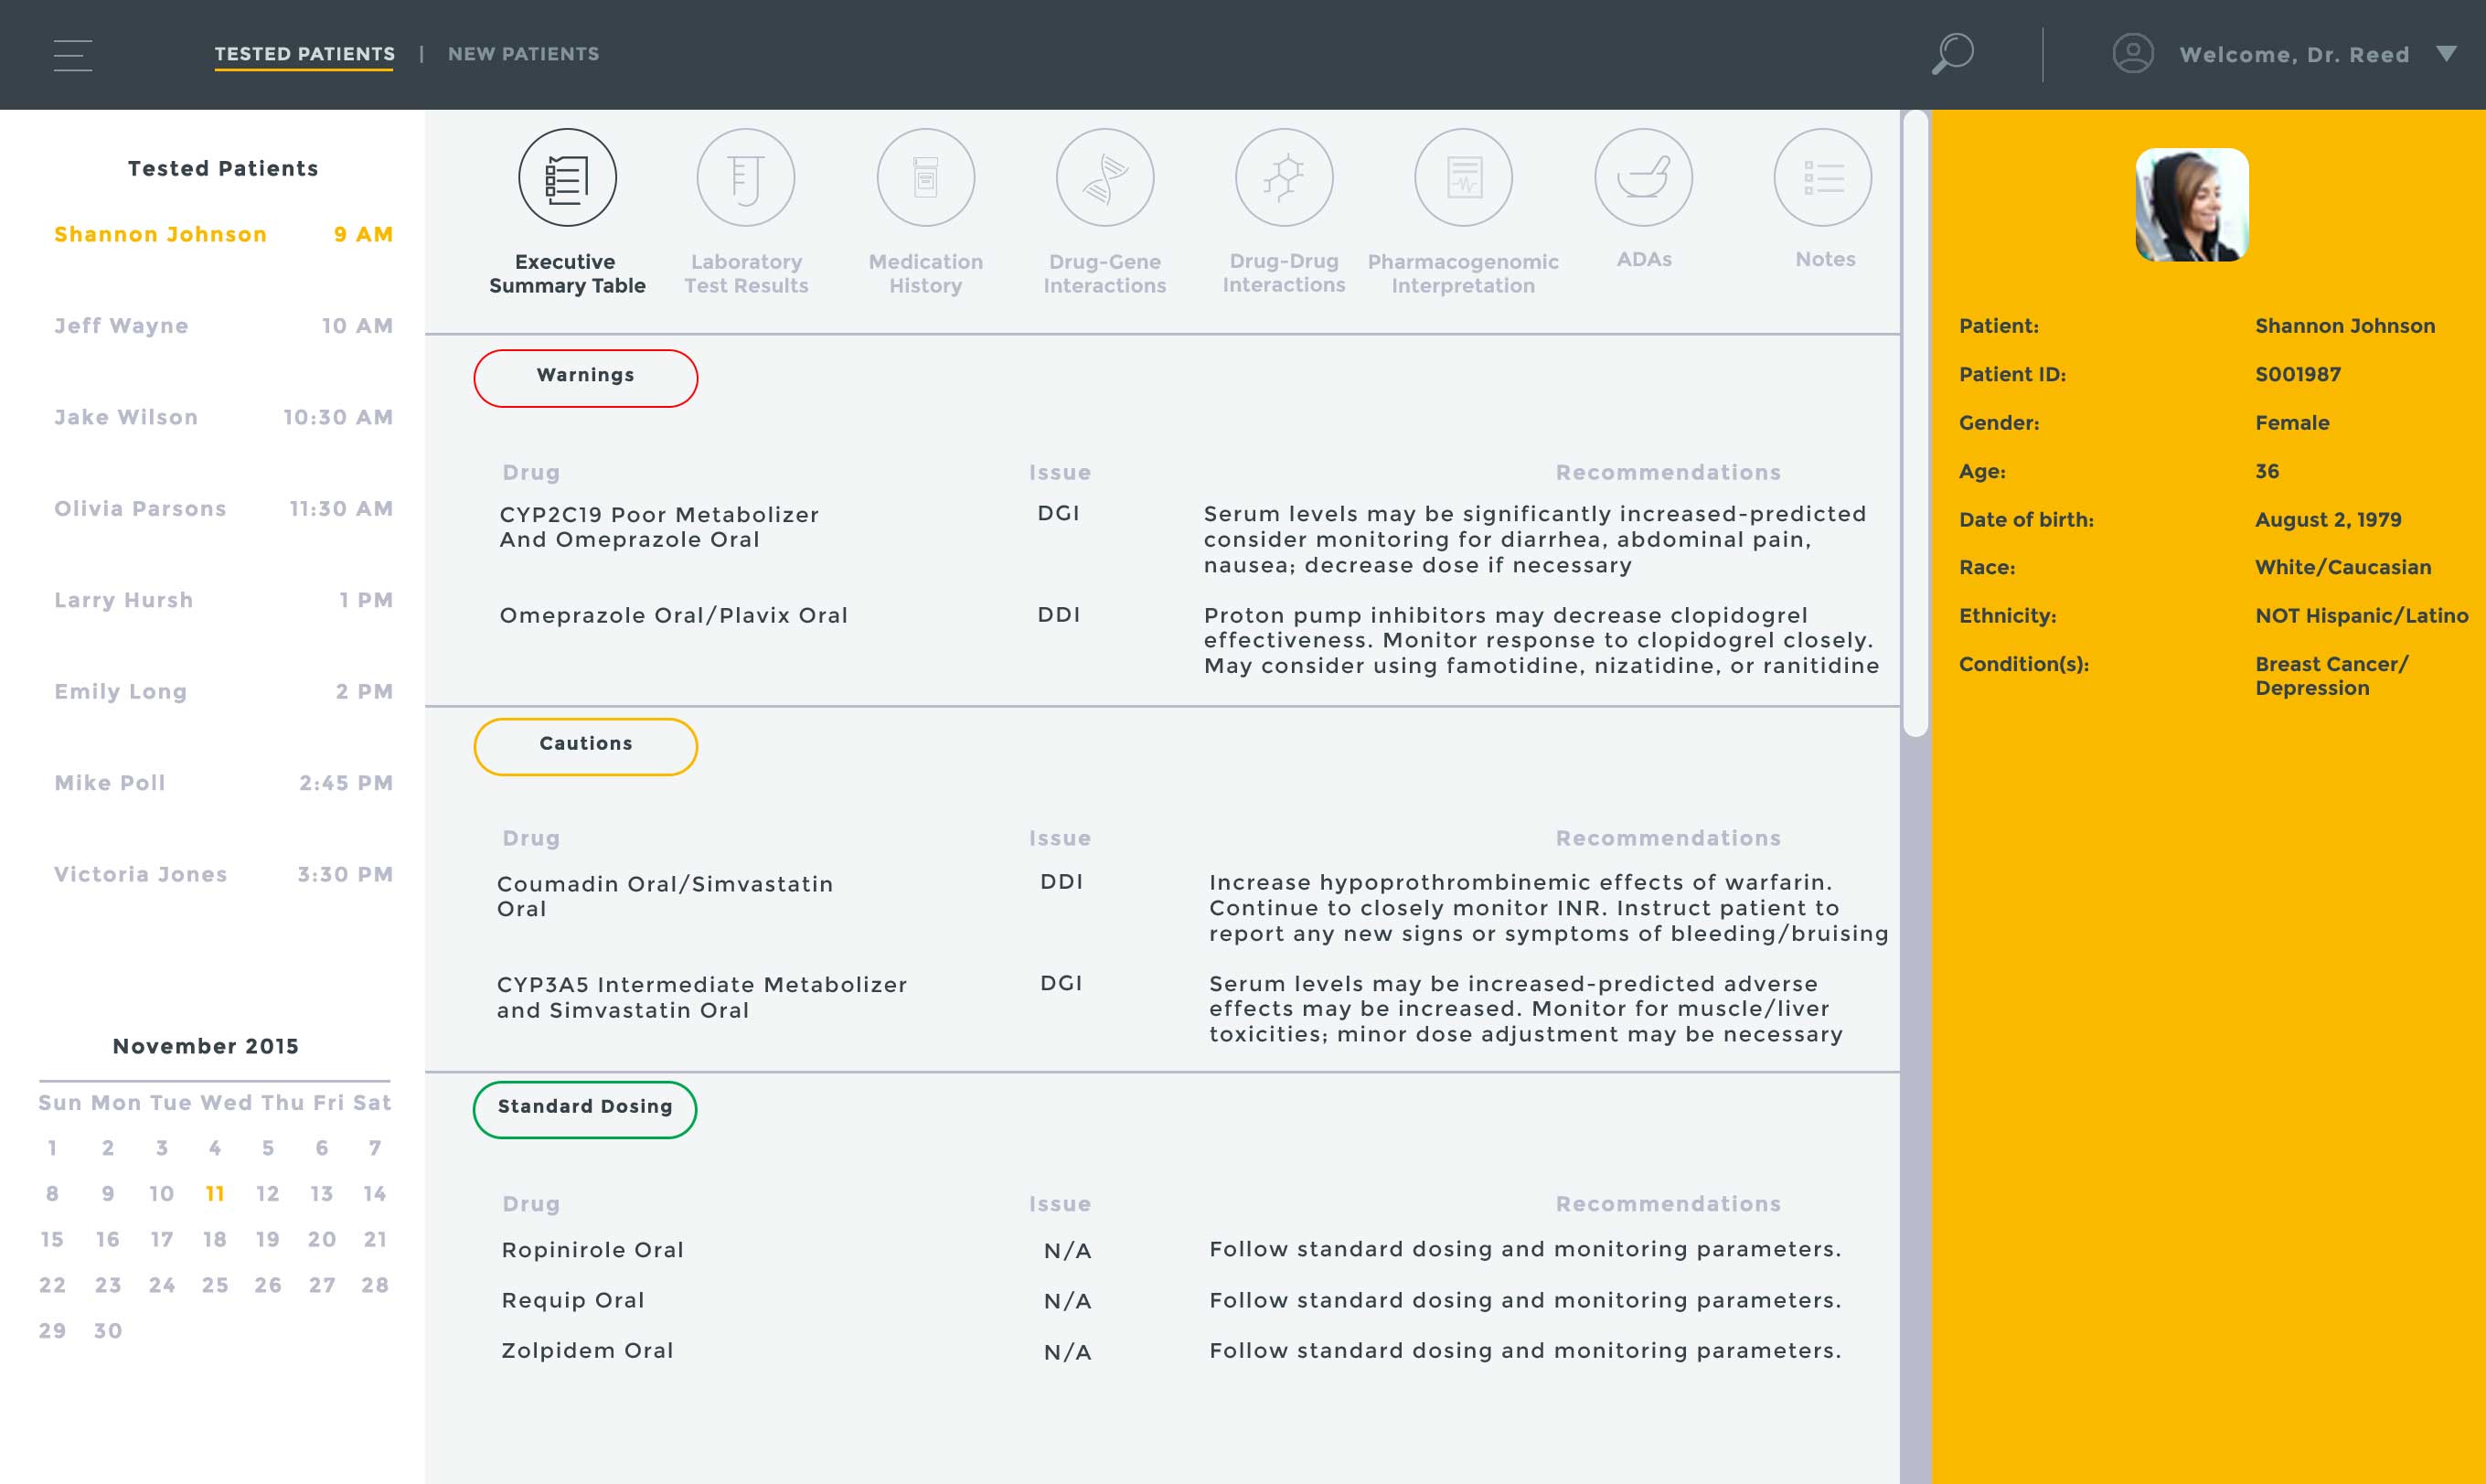 TESTED PATIENTS | NEW PATIENTS
Welcome, Dr. Reed
Tested Patients
Shannon Johnson 9 AM
Jeff Wayne 10 AM
Jake Wilson 10:30 AM
Olivia Parsons 11:30 AM
Larry Hursh 1 PM
Emily Long 2 PM
Mike Poll 2:45 PM
Victoria Jones 3:30 PM
November 2015
Sun Mon Tue Wed Thu Fri Sat
1 2 3 4 5 6 7
8 9 10 11 12 13 14
15 16 17 18 19 20 21
22 23 24 25 26 27 28
29 30
Executive
Summary Table
Laboratory
Test Results
Medication
History
Drug-Gene
Interactions
Drug-Drug
Interactions
Pharmacogenomic
Interpretation
ADAs
Notes
Warnings
Drug Issue Recommendations
CYP2C19 Poor Metabolizer
And Omeprazole Oral
DGI
Serum levels may be significantly increased-predicted
consider monitoring for diarrhea, abdominal pain,
nausea; decrease dose if necessary
Omeprazole Oral/Plavix Oral
DDI
Proton pump inhibitors may decrease clopidogrel
effectiveness. Monitor response to clopidogrel closely.
May consider using famotidine, nizatidine, or ranitidine
Cautions
Drug Issue Recommendations
Coumadin Oral/Simvastatin
Oral
DDI
Increase hypoprothrombinemic effects of warfarin.
Continue to closely monitor INR. Instruct patient to
report any new signs or symptoms of bleeding/bruising
CYP3A5 Intermediate Metabolizer
and Simvastatin Oral
DGI
Serum levels may be increased-predicted adverse
effects may be increased. Monitor for muscle/liver
toxicities; minor dose adjustment may be necessary
Standard Dosing
Drug Issue Recommendations
Ropinirole Oral N/A Follow standard dosing and monitoring parameters.
Requip Oral N/A Follow standard dosing and monitoring parameters.
Zolpidem Oral N/A Follow standard dosing and monitoring parameters.
Patient: Shannon Johnson
Patient ID: S001987
Gender: Female
Age: 36
Date of birth: August 2, 1979
Race: White/Caucasian
Ethnicity: NOT Hispanic/Latino
Condition(s): Breast Cancer/
Depression